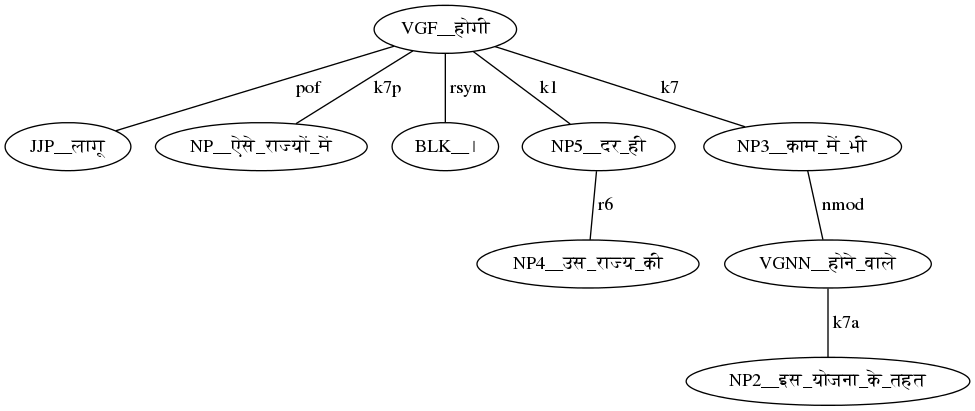 VGF__होगी
pof
k7p
rsym
k1
k7
JJP__लागू
NP__ऐसे_राज्यों_में
BLK__।
NP5__दर_ही
NP3__काम_में_भी
r6
nmod
NP4__उस_राज्य_की
VGNN__होने_वाले
k7a
NP2__इस_योजना_के_तहत